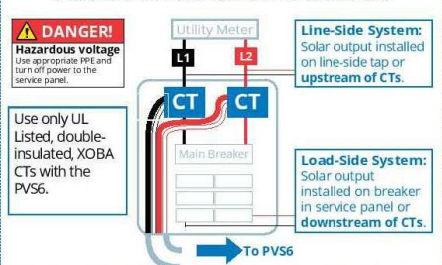 DANGER!
Hazardous voltage
Use appropriate PPE and
turn off power to the
service panel.
Use only UL
Listed, double-
insulated, XOBA
CTs with the
PVS6.
Utility Meter
L1
L2
CT
CT
Main Breaker
To PVS6
Line-Side System:
Solar output installed
on line-side tap or
upstream of CTs.
Load-Side System:
Solar output
installed on breaker
in service panel or
downstream of CTs.